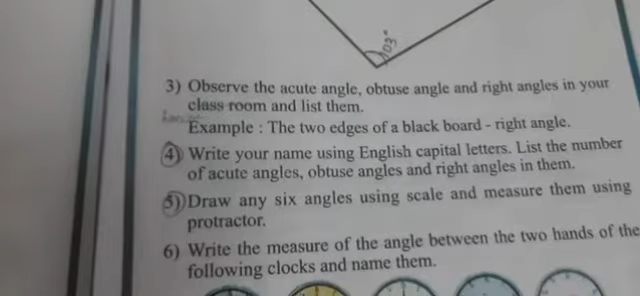 103°
3) Observe the acute angle, obtuse angle and right angles in your
class room and list them.
Example : The two edges of a black board - right angle.
4) Write your name using English capital letters. List the number
of acute angles, obtuse angles and right angles in them.
5) Draw any six angles using scale and measure them using
protractor.
6) Write the measure of the angle between the two hands of the
following clocks and name them.